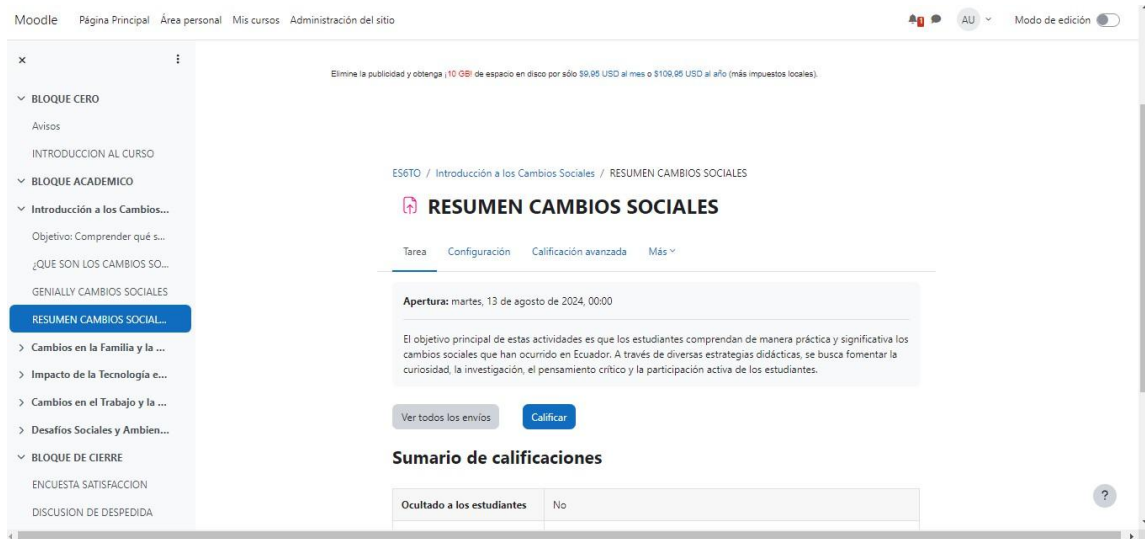 Moodle Página Principal Área personal Mis cursos Administración del sitio 1 AU Modo de edición
Elimine la publicidad y obtenga ¡10 GB! de espacio en disco por sólo $9,95 USD al mes o $109,95 USD al año (más impuestos locales).
BLOQUE CERO
Avisos
INTRODUCCION AL CURSO
BLOQUE ACADEMICO
Introducción a los Cambios...
Objetivo: Comprender qué s...
¿QUE SON LOS CAMBIOS SO...
GENIALLY CAMBIOS SOCIALES
RESUMEN CAMBIOS SOCIAL...
Cambios en la Familia y la ...
Impacto de la Tecnología e...
Cambios en el Trabajo y la ...
Desafíos Sociales y Ambien...
BLOQUE DE CIERRE
ENCUESTA SATISFACCION
DISCUSION DE DESPEDIDA
ES6TO / Introducción a los Cambios Sociales / RESUMEN CAMBIOS SOCIALES
RESUMEN CAMBIOS SOCIALES
Tarea Configuración Calificación avanzada Más
Apertura: martes, 13 de agosto de 2024, 00:00
El objetivo principal de estas actividades es que los estudiantes comprendan de manera práctica y significativa los
cambios sociales que han ocurrido en Ecuador. A través de diversas estrategias didácticas, se busca fomentar la
curiosidad, la investigación, el pensamiento crítico y la participación activa de los estudiantes.
Ver todos los envíos Calificar
Sumario de calificaciones
Ocultado a los estudiantes No
?